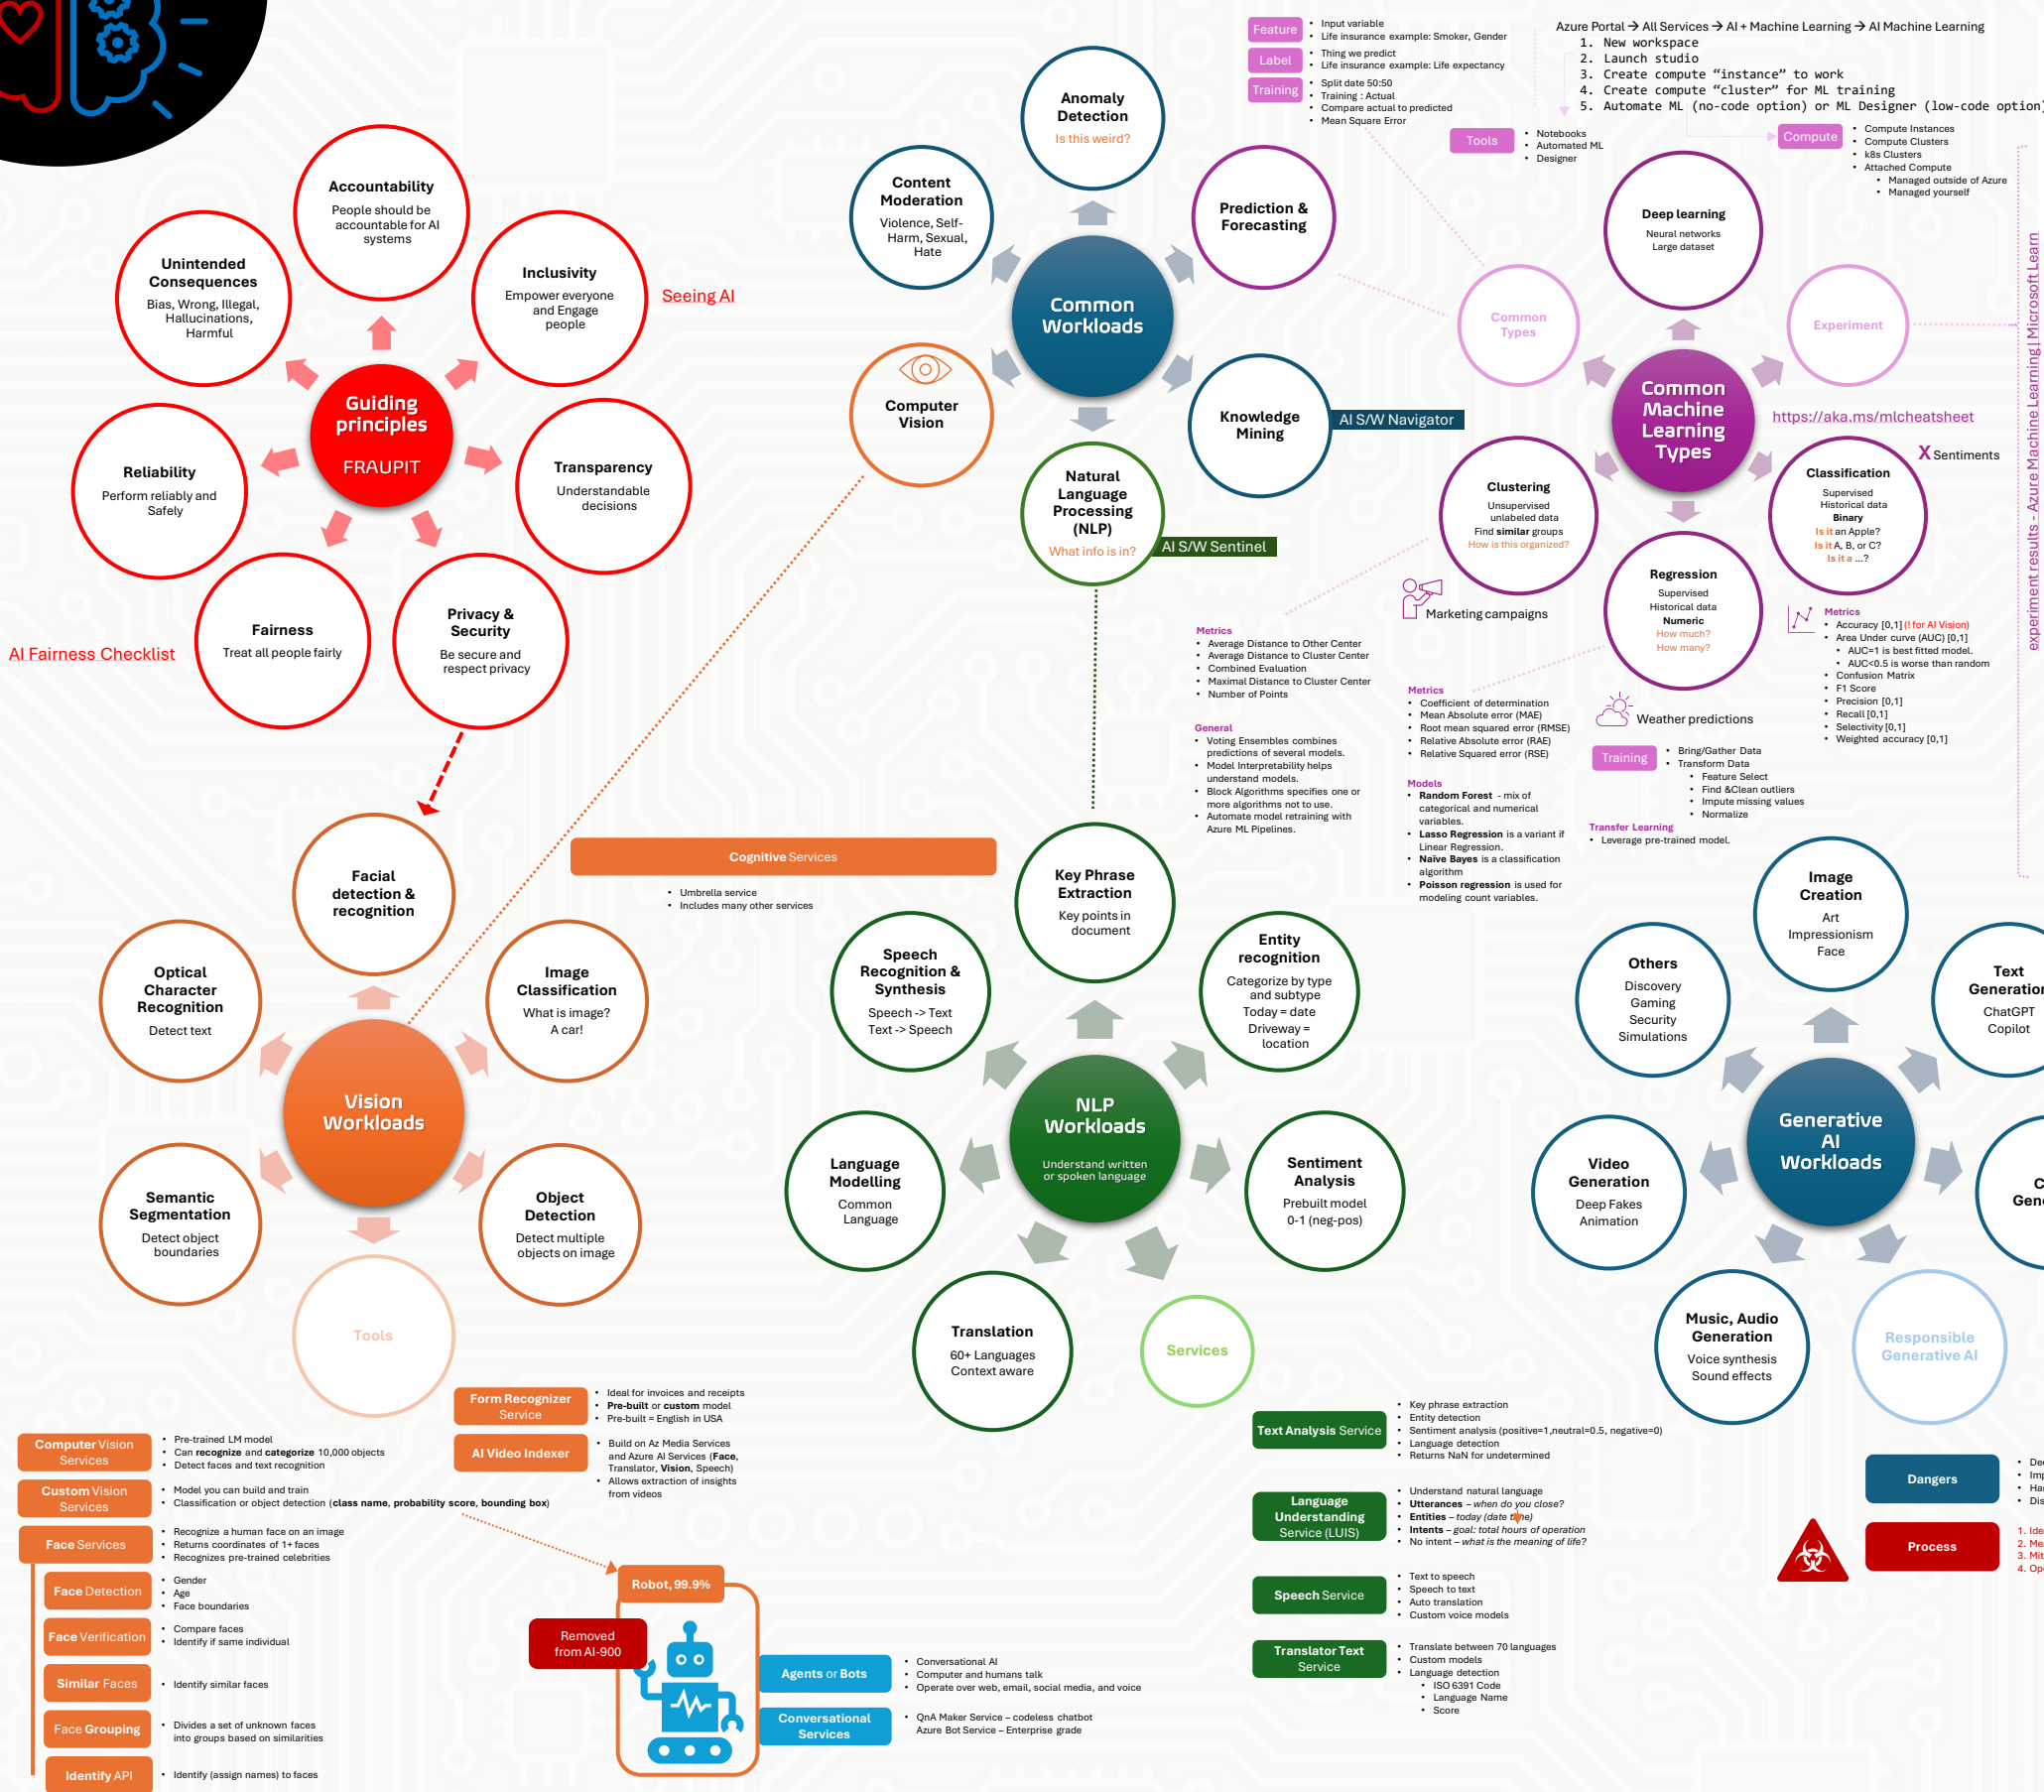 Accountability
People should be
accountable for AI
systems
Unintended
Consequences
Bias, Wrong, Illegal,
Hallucinations,
Harmful
Inclusivity
Empower everyone
and Engage
people
Seeing AI
Guiding
principles
FRAUPIT
Reliability
Perform reliably and
Safely
Transparency
Understandable
decisions
Fairness
Treat all people fairly
Privacy &
Security
Be secure and
respect privacy
AI Fairness Checklist
Anomaly
Detection
Is this weird?
Content
Moderation
Violence, Self-
Harm, Sexual,
Hate
Prediction &
Forecasting
Common
Workloads
Computer
Vision
Knowledge
Mining
AI S/W Navigator
Natural
Language
Processing
(NLP)
What info is in?
AI S/W Sentinel
Feature
• Input variable
• Life insurance example: Smoker, Gender
Label
• Thing we predict
• Life insurance example: Life expectancy
Training
• Split date 50:50
• Training : Actual
• Compare actual to predicted
• Mean Square Error
Azure Portal → All Services → AI + Machine Learning → AI Machine Learning
1. New workspace
2. Launch studio
3. Create compute “instance” to work
4. Create compute “cluster” for ML training
5. Automate ML (no-code option) or ML Designer (low-code option)
Tools
• Notebooks
• Automated ML
• Designer
Compute
• Compute Instances
• Compute Clusters
• k8s Clusters
• Attached Compute
• Managed outside of Azure
• Managed yourself
Deep learning
Neural networks
Large dataset
Common
Types
Experiment
experiment results - Azure Machine Learning | Microsoft Learn
Common
Machine
Learning
Types
https://aka.ms/mlcheatsheet
Clustering
Unsupervised
unlabeled data
Find similar groups
How is this organized?
Classification
Supervised
Historical data
Binary
Is it an Apple?
Is it A, B, or C?
Is it a ...?
X Sentiments
Regression
Supervised
Historical data
Numeric
How much?
How many?
Marketing campaigns
Metrics
• Average Distance to Other Center
• Average Distance to Cluster Center
• Combined Evaluation
• Maximal Distance to Cluster Center
• Number of Points
General
• Voting Ensembles combines
predictions of several models.
• Model Interpretability helps
understand models.
• Block Algorithms specifies one or
more algorithms not to use.
• Automate model retraining with
Azure ML Pipelines.
Metrics
• Coefficient of determination
• Mean Absolute error (MAE)
• Root mean squared error (RMSE)
• Relative Absolute error (RAE)
• Relative Squared error (RSE)
Models
• Random Forest - mix of
categorical and numerical
variables.
• Lasso Regression is a variant if
Linear Regression.
• Naïve Bayes is a classification
algorithm
• Poisson regression is used for
modeling count variables.
Metrics
• Accuracy [0,1] (! for AI Vision)
• Area Under curve (AUC) [0,1]
• AUC=1 is best fitted model.
• AUC<0.5 is worse than random
• Confusion Matrix
• F1 Score
• Precision [0,1]
• Recall [0,1]
• Selectivity [0,1]
• Weighted accuracy [0,1]
Weather predictions
Training
• Bring/Gather Data
• Transform Data
• Feature Select
• Find &Clean outliers
• Impute missing values
• Normalize
Transfer Learning
• Leverage pre-trained model.
Cognitive Services
• Umbrella service
• Includes many other services
Facial
detection &
recognition
Optical
Character
Recognition
Detect text
Image
Classification
What is image?
A car!
Vision
Workloads
Semantic
Segmentation
Detect object
boundaries
Object
Detection
Detect multiple
objects on image
Tools
Key Phrase
Extraction
Key points in
document
Speech
Recognition &
Synthesis
Speech -> Text
Text -> Speech
Entity
recognition
Categorize by type
and subtype
Today = date
Driveway =
location
NLP
Workloads
Understand written
or spoken language
Language
Modelling
Common
Language
Sentiment
Analysis
Prebuilt model
0-1 (neg-pos)
Translation
60+ Languages
Context aware
Services
Image
Creation
Art
Impressionism
Face
Others
Discovery
Gaming
Security
Simulations
Text
Generation
ChatGPT
Copilot
Generative
AI
Workloads
Video
Generation
Deep Fakes
Animation
Music, Audio
Generation
Voice synthesis
Sound effects
Responsible
Generative AI
Form Recognizer
Service
• Ideal for invoices and receipts
• Pre-built or custom model
• Pre-built = English in USA
AI Video Indexer
• Build on Az Media Services
and Azure AI Services (Face,
Translator, Vision, Speech)
• Allows extraction of insights
from videos
Computer Vision
Services
• Pre-trained LM model
• Can recognize and categorize 10,000 objects
• Detect faces and text recognition
Custom Vision
Services
• Model you can build and train
• Classification or object detection (class name, probability score, bounding box)
Face Services
• Recognize a human face on an image
• Returns coordinates of 1+ faces
• Recognizes pre-trained celebrities
Face Detection
• Gender
• Age
• Face boundaries
Face Verification
• Compare faces
• Identify if same individual
Similar Faces
• Identify similar faces
Face Grouping
• Divides a set of unknown faces
into groups based on similarities
Identify API
• Identify (assign names) to faces
Robot, 99.9%
Removed
from AI-900
Agents or Bots
• Conversational AI
• Computer and humans talk
• Operate over web, email, social media, and voice
Conversational
Services
• QnA Maker Service – codeless chatbot
Azure Bot Service – Enterprise grade
Text Analysis Service
• Key phrase extraction
• Entity detection
• Sentiment analysis (positive=1,neutral=0.5, negative=0)
• Language detection
• Returns NaN for undetermined
Language
Understanding
Service (LUIS)
• Understand natural language
• Utterances – when do you close?
• Entities – today (date time)
• Intents – goal: total hours of operation
• No intent – what is the meaning of life?
Speech Service
• Text to speech
• Speech to text
• Auto translation
• Custom voice models
Translator Text
Service
• Translate between 70 languages
• Custom models
• Language detection
• ISO 6391 Code
• Language Name
• Score
Dangers
Process
1.
2.
3.
4.